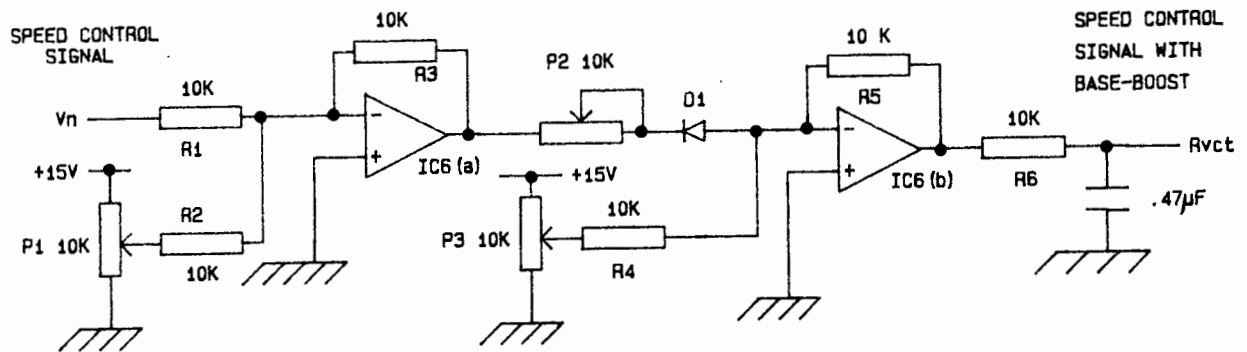 SPEED CONTROL
SIGNAL
Vn
10K
R1
+15V
P1 10K
R2
10K
10K
R3
IC6(a)
P2 10K
D1
+15V
P3 10K
10K
R4
10 K
R5
IC6(b)
10K
R6
SPEED CONTROL
SIGNAL WITH
BASE-BOOST
Rvct
.47µF